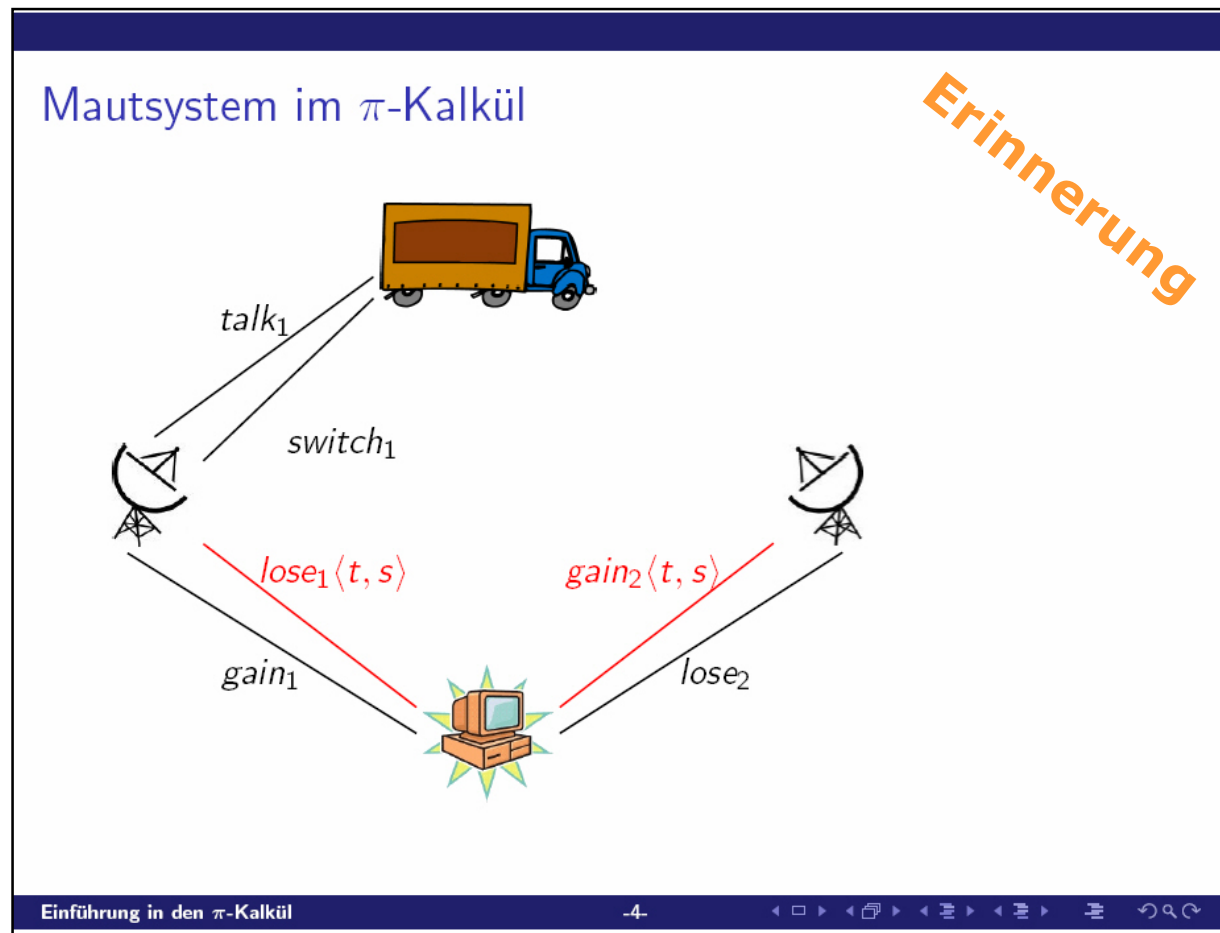 Mautsystem im π-Kalkül
Erinnerung
talk₁
switch₁
lose₁⟨t, s⟩
gain₂⟨t, s⟩
gain₁
lose₂
Einführung in den π-Kalkül
-4-